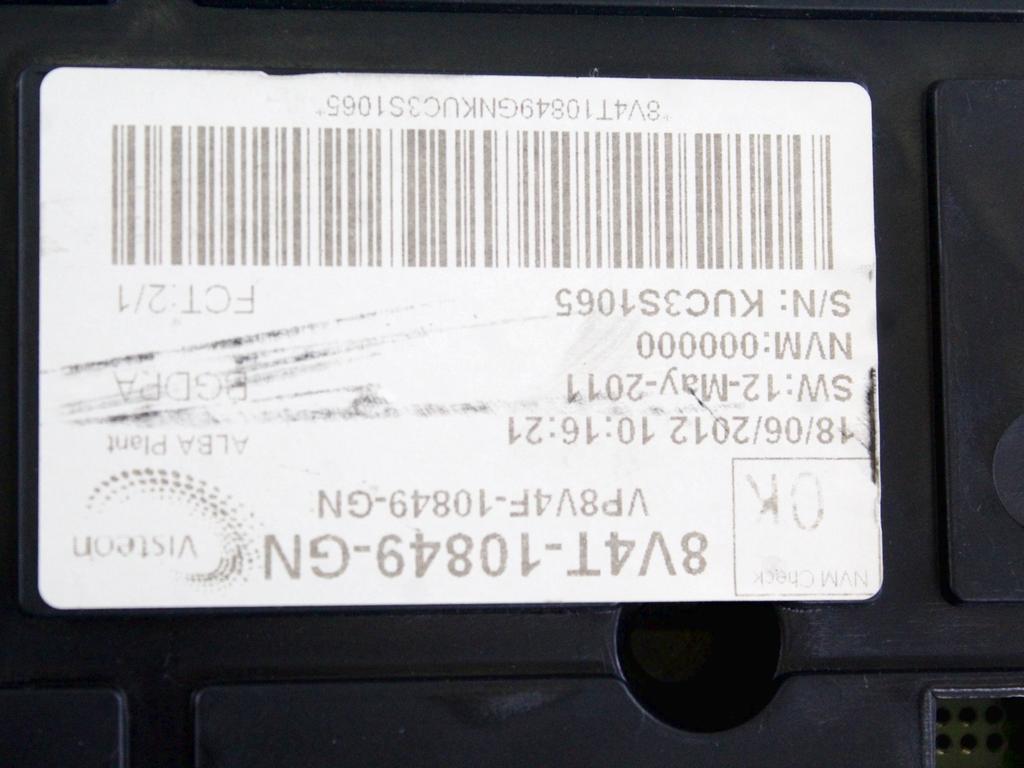 NVM Check
OK
8V4T-10849-GN
VP8V4F-10849-GN
Visteon
18/06/2012 10:16:21
ALBA Plant
SW:12-May-2011
NVM:000000
S/N: KUC3S1065
FCT:2/1
*8V4T10849GNKUC3S1065*